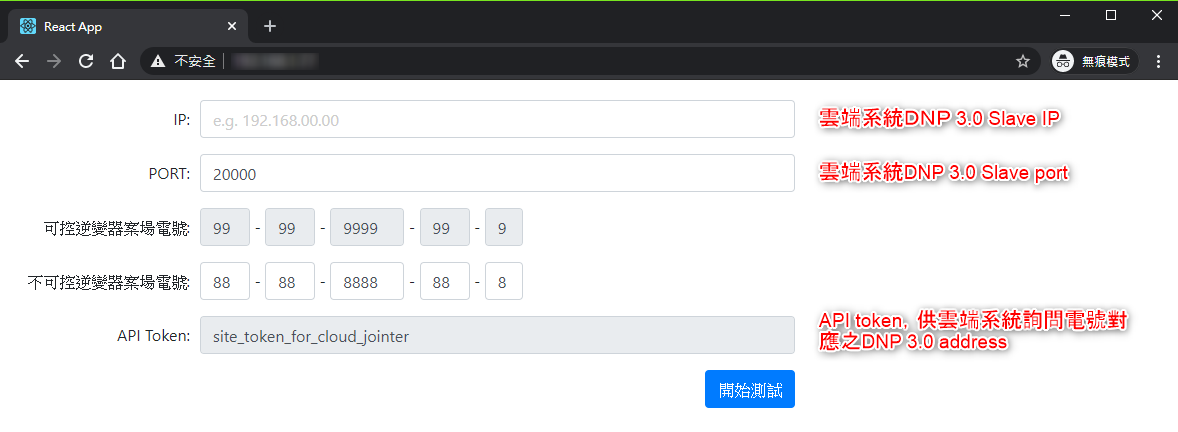 React App
不安全
無痕模式
IP: e.g. 192.168.00.00 雲端系統DNP 3.0 Slave IP
PORT: 20000 雲端系統DNP 3.0 Slave port
可控逆變器案場電號: 99 - 99 - 9999 - 99 - 9
不可控逆變器案場電號: 88 - 88 - 8888 - 88 - 8
API Token: site_token_for_cloud_jointer
API token, 供雲端系統詢問電號對
應之DNP 3.0 address
開始測試